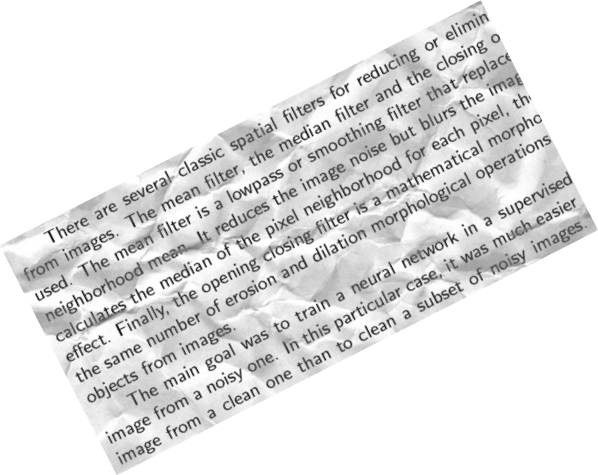 There are several classic spatial filters for reducing or elimin
from images. The mean filter, the median filter and the closing o
used. The mean filter is a lowpass or smoothing filter that replace
neighborhood mean. It reduces the image noise but blurs the imag
calculates the median of the pixel neighborhood for each pixel, the
effect. Finally, the opening closing filter is a mathematical morpho
the same number of erosion and dilation morphological operations
objects from images.
The main goal was to train a neural network in a supervised
image from a noisy one. In this particular case, it was much easier
image from a clean one than to clean a subset of noisy images.